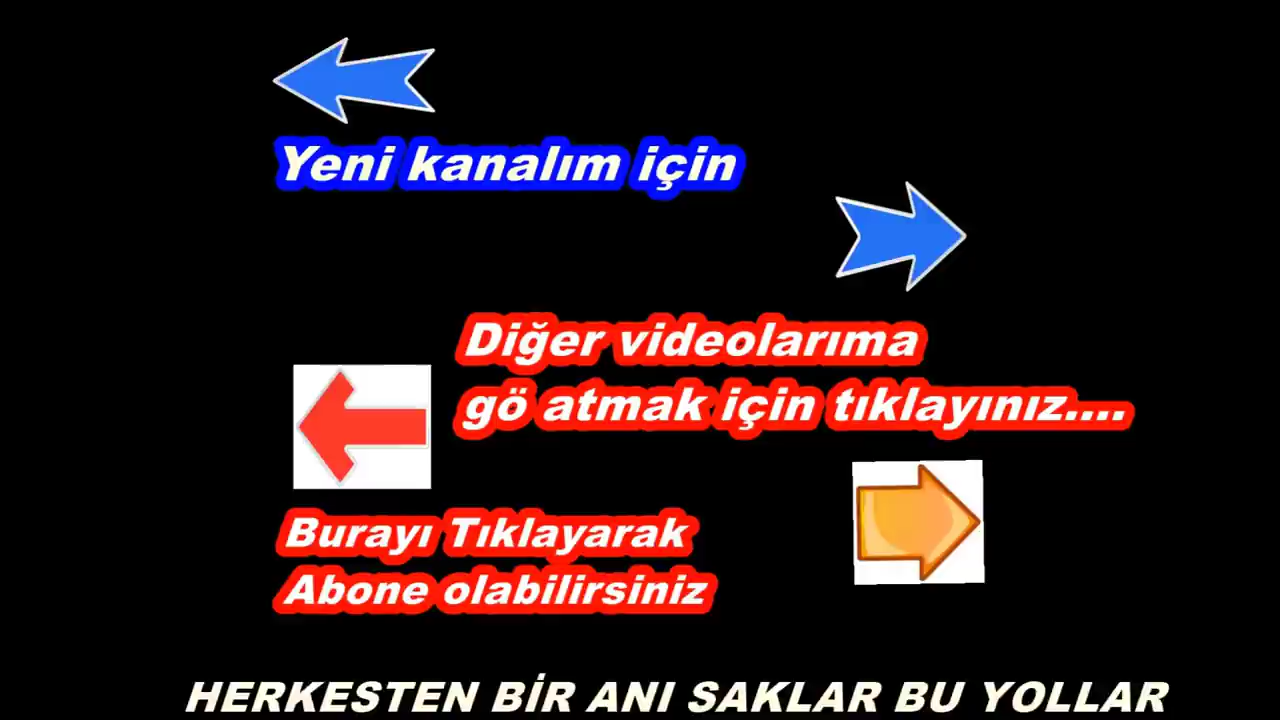 Yeni kanalım için
Diğer videolarıma
gö atmak için tıklayınız....
Burayı Tıklayarak
Abone olabilirsiniz
HERKESTEN BİR ANI SAKLAR BU YOLLAR